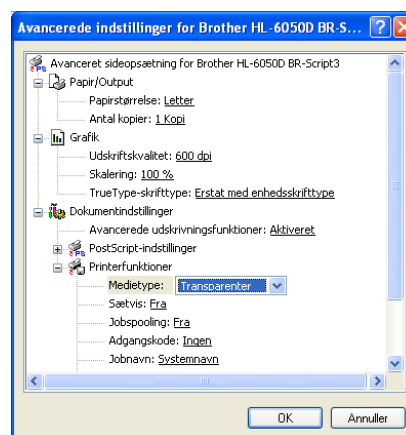 Avancerede indstillinger for Brother HL-6050D BR-S...
Avanceret sideopsætning for Brother HL-6050D BR-Script3
Papir/Output
Papirstørrelse: Letter
Antal kopier: 1 Kopi
Grafik
Udskriftskvalitet: 600 dpi
Skalering: 100 %
TrueType-skrifttype: Erstat med enhedsskrifttype
Dokumentindstillinger
Avancerede udskrivningsfunktioner: Aktiveret
PostScript-indstillinger
Printerfunktioner
Medietype: Transparenter
Sætvis: Fra
Jobspooling: Fra
Adgangskode: Ingen
Jobnavn: Systemnavn
OK Annuller